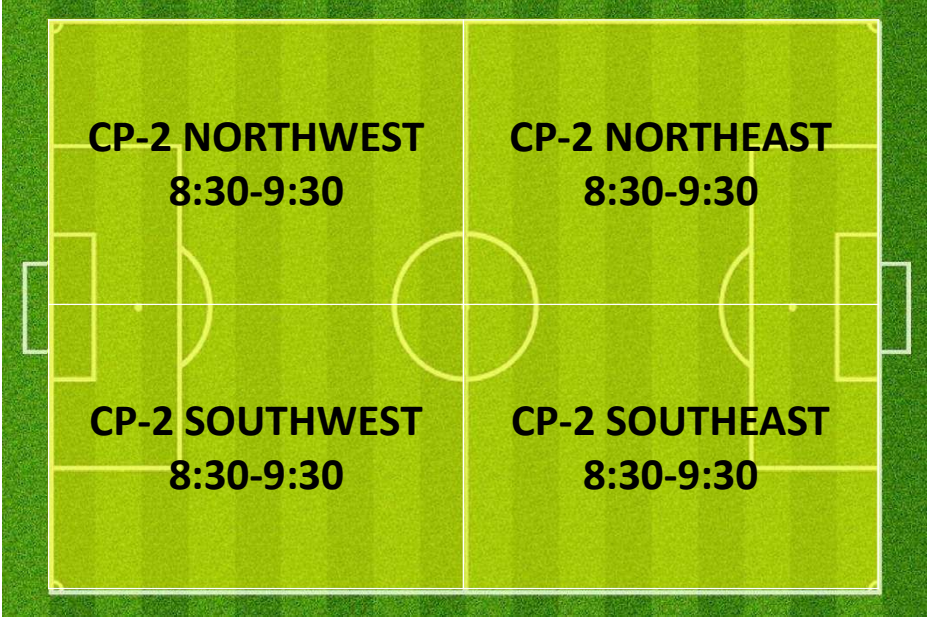 CP-2 NORTHWEST
8:30-9:30
CP-2 NORTHEAST
8:30-9:30
CP-2 SOUTHWEST
8:30-9:30
CP-2 SOUTHEAST
8:30-9:30